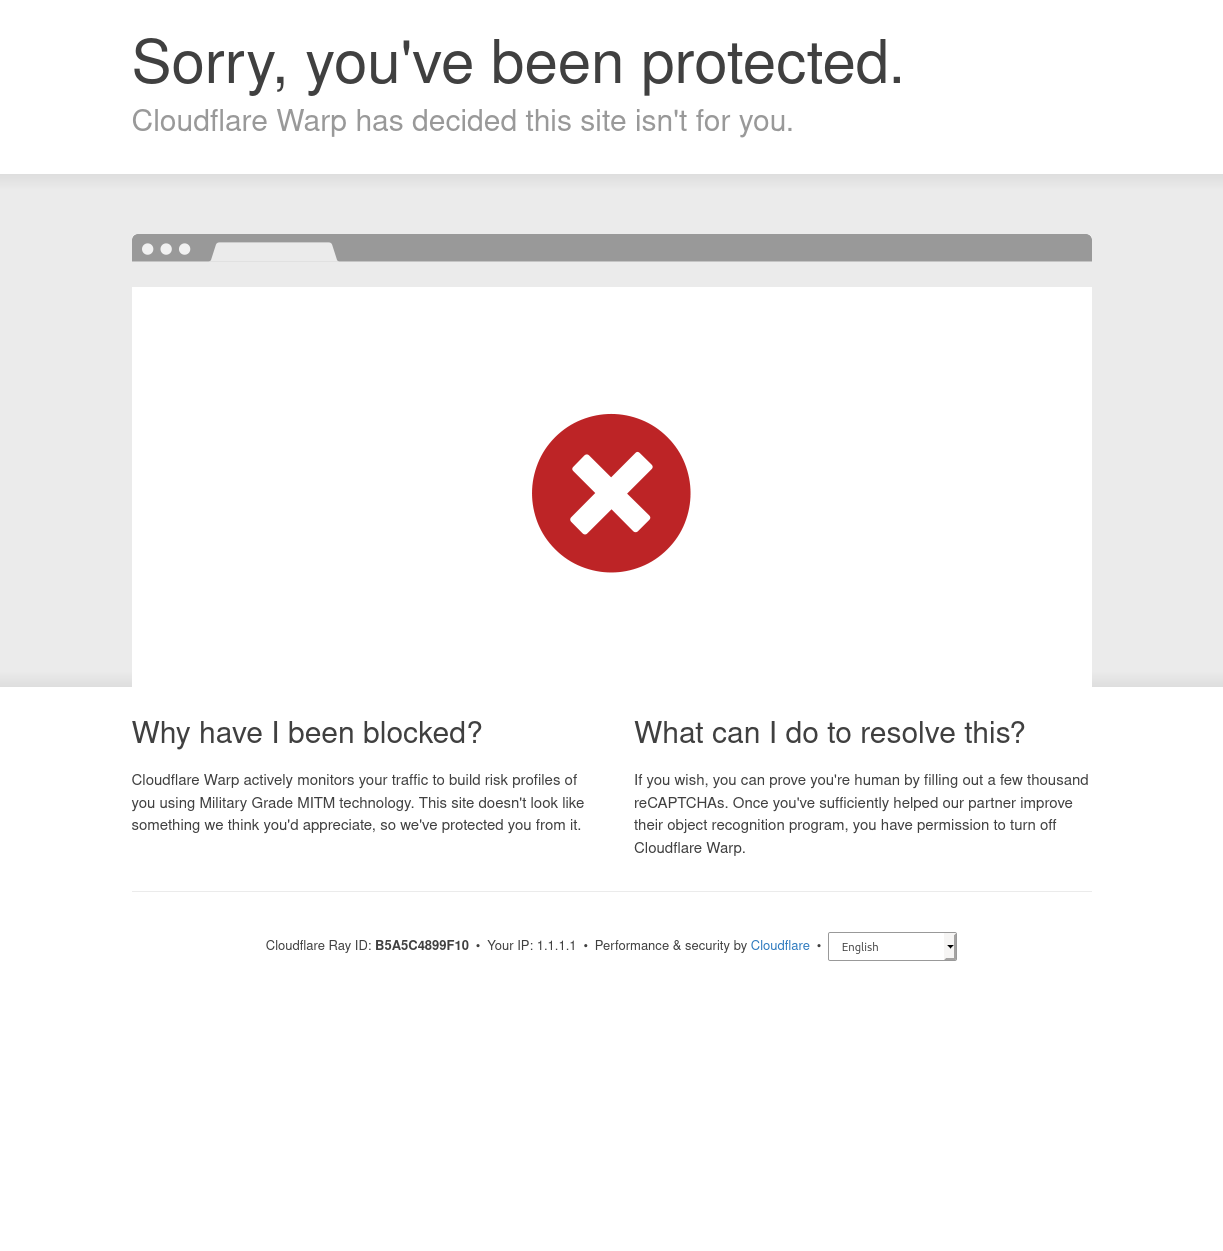 Sorry, you've been protected.
Cloudflare Warp has decided this site isn't for you.
Why have I been blocked?
Cloudflare Warp actively monitors your traffic to build risk profiles of
you using Military Grade MITM technology. This site doesn't look like
something we think you'd appreciate, so we've protected you from it.
What can I do to resolve this?
If you wish, you can prove you're human by filling out a few thousand
reCAPTCHAs. Once you've sufficiently helped our partner improve
their object recognition program, you have permission to turn off
Cloudflare Warp.
Cloudflare Ray ID: B5A5C4899F10 • Your IP: 1.1.1.1 • Performance & security by Cloudflare • English